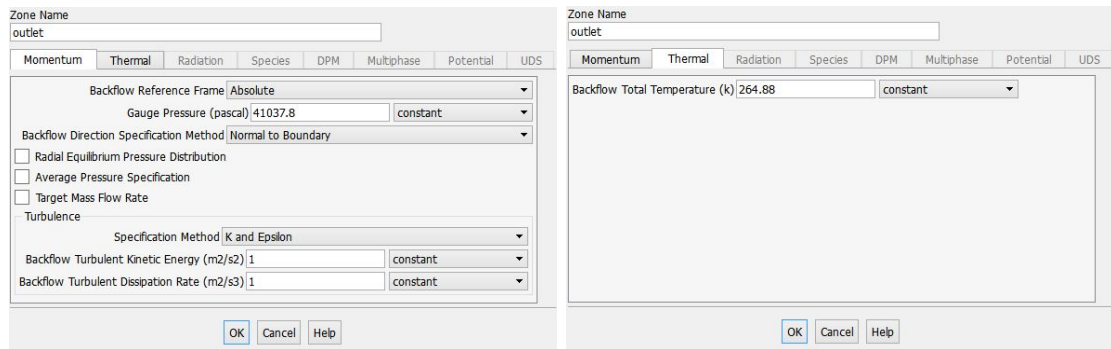 Zone Name
outlet
Momentum Thermal Radiation Species DPM Multiphase Potential UDS
Backflow Reference Frame Absolute
Gauge Pressure (pascal) 41037.8 constant
Backflow Direction Specification Method Normal to Boundary
Radial Equilibrium Pressure Distribution
Average Pressure Specification
Target Mass Flow Rate
Turbulence
Specification Method K and Epsilon
Backflow Turbulent Kinetic Energy (m2/s2) 1 constant
Backflow Turbulent Dissipation Rate (m2/s3) 1 constant
OK Cancel Help
Zone Name
outlet
Momentum Thermal Radiation Species DPM Multiphase Potential UDS
Backflow Total Temperature (k) 264.88 constant
OK Cancel Help